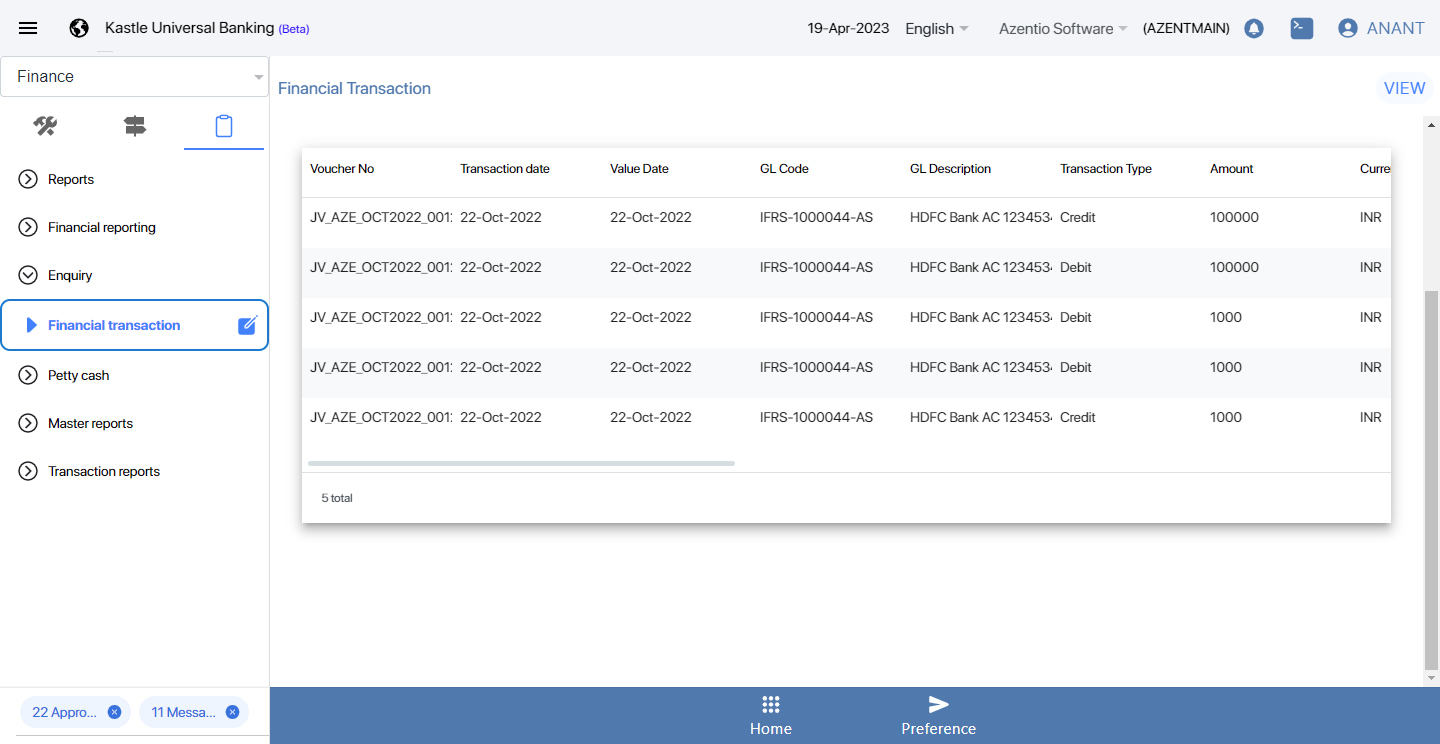 Kastle Universal Banking (Beta)
19-Apr-2023
English
Azentio Software
(AZENTMAIN)
ANANT
Finance
Reports
Financial reporting
Enquiry
Financial transaction
Petty cash
Master reports
Transaction reports
22 Appro...
11 Messa...
Financial Transaction
VIEW
Voucher No Transaction date Value Date GL Code GL Description Transaction Type Amount Curre
JV_AZE_OCT2022_001 22-Oct-2022 22-Oct-2022 IFRS-1000044-AS HDFC Bank AC 1234534 Credit 100000 INR
JV_AZE_OCT2022_001 22-Oct-2022 22-Oct-2022 IFRS-1000044-AS HDFC Bank AC 1234534 Debit 100000 INR
JV_AZE_OCT2022_001 22-Oct-2022 22-Oct-2022 IFRS-1000044-AS HDFC Bank AC 1234534 Debit 1000 INR
JV_AZE_OCT2022_001 22-Oct-2022 22-Oct-2022 IFRS-1000044-AS HDFC Bank AC 1234534 Debit 1000 INR
JV_AZE_OCT2022_001 22-Oct-2022 22-Oct-2022 IFRS-1000044-AS HDFC Bank AC 1234534 Credit 1000 INR
5 total
Home
Preference